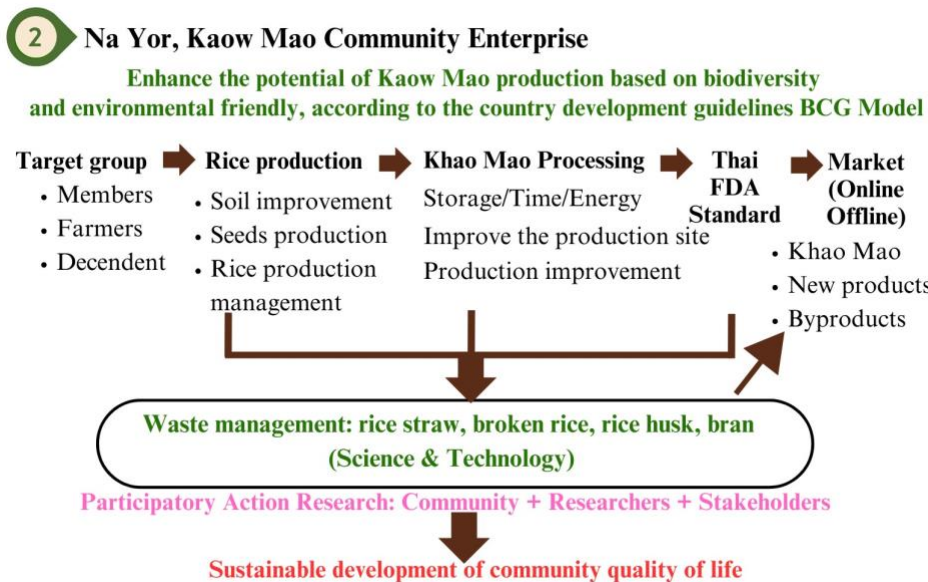 2 Na Yor, Kaow Mao Community Enterprise
Enhance the potential of Kaow Mao production based on biodiversity
and environmental friendly, according to the country development guidelines BCG Model
Target group
• Members
• Farmers
• Decendent
Rice production
• Soil improvement
• Seeds production
• Rice production
management
Khao Mao Processing
Storage/Time/Energy
Improve the production site
Production improvement
Thai
FDA
Standard
Market
(Online
Offline)
• Khao Mao
• New products
• Byproducts
Waste management: rice straw, broken rice, rice husk, bran
(Science & Technology)
Participatory Action Research: Community + Researchers + Stakeholders
Sustainable development of community quality of life